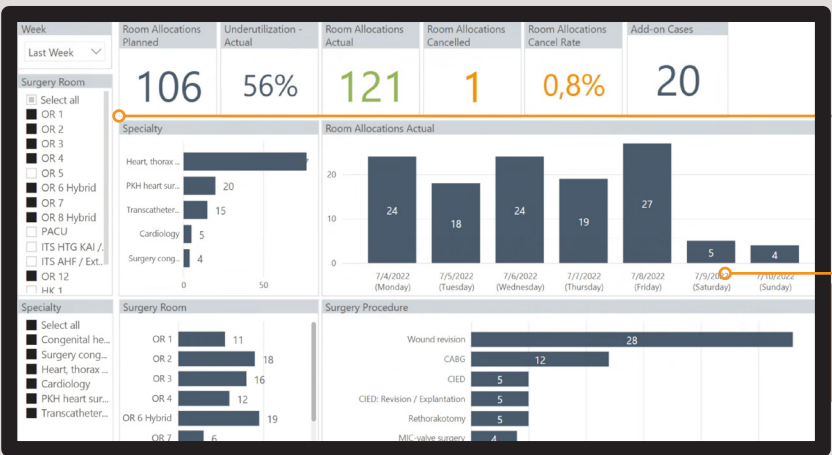 Week
Last Week
Surgery Room
Select all
OR 1
OR 2
OR 3
OR 4
OR 5
OR 6 Hybrid
OR 7
OR 8 Hybrid
PACU
ITS HTG KAI /.
ITS AHF / Ext...
OR 12
HK 1
Specialty
Select all
Congenital he...
Surgery cong...
Heart, thorax ...
Cardiology
PKH heart sur...
Transcatheter...
Room Allocations
Planned
106
Underutilization -
Actual
56%
Room Allocations
Actual
121
Room Allocations
Cancelled
1
Room Allocations
Cancel Rate
0,8%
Add-on Cases
20
Specialty
Heart, thorax ...
PKH heart sur... 20
Transcatheter... 15
Cardiology 5
Surgery cong... 4
0 50
Room Allocations Actual
20
10
0
24 18 24 19 27 5 4
7/4/2022 7/5/2022 7/6/2022 7/7/2022 7/8/2022 7/9/2022 7/10/2022
(Monday) (Tuesday) (Wednesday) (Thursday) (Friday) (Saturday) (Sunday)
Surgery Room
OR 1 11
OR 2 18
OR 3 16
OR 4 12
OR 6 Hybrid 19
OR 7 6
Surgery Procedure
Wound revision 28
CABG 12
CIED 5
CIED: Revision / Explantation 5
Rethorakotomy 5
MIC-valve surgery 4